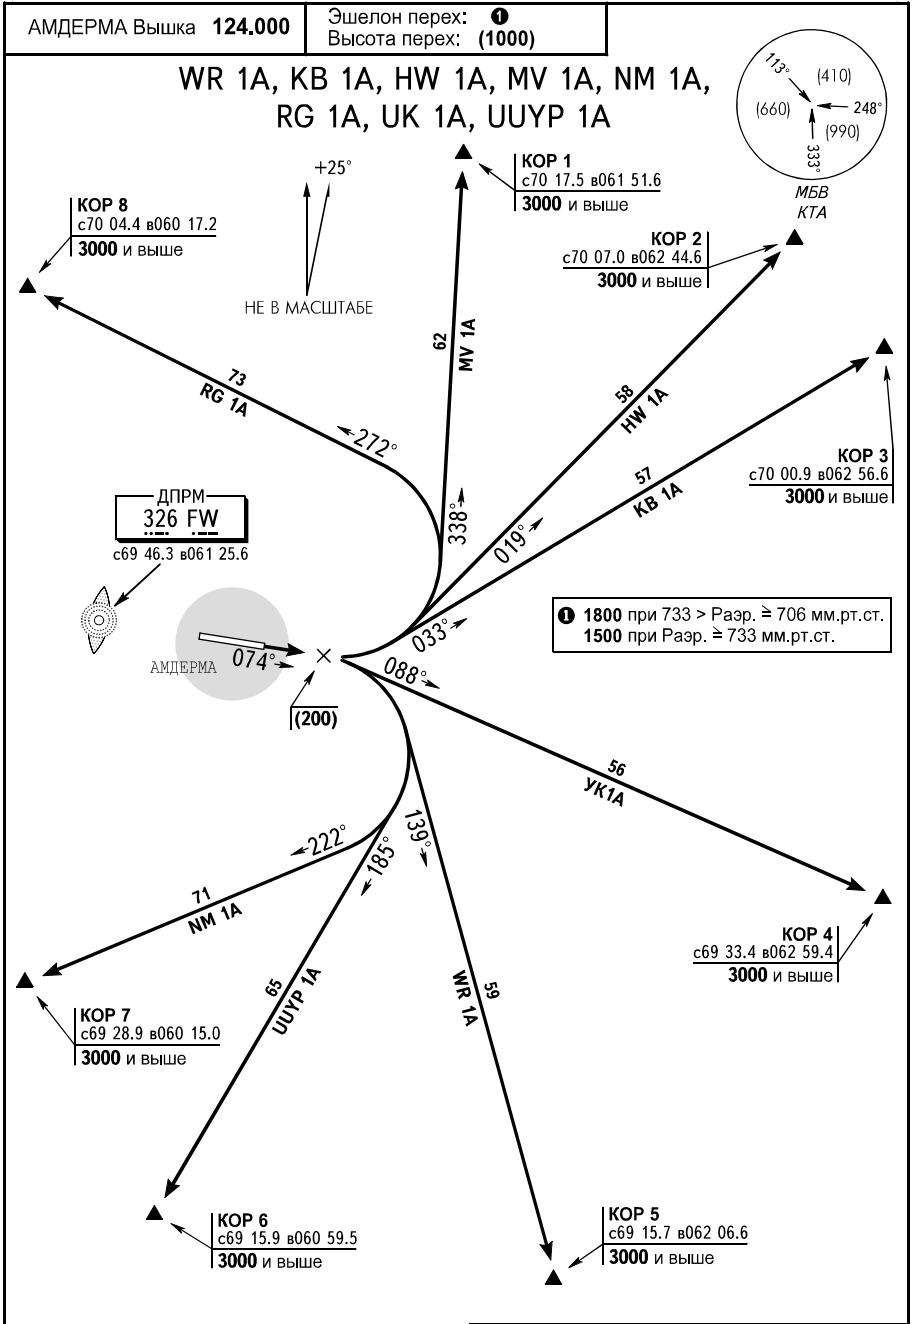 АМДЕРМА Вышка 124.000
Эшелон перех: ❶
Высота перех: (1000)
WR 1A, KB 1A, HW 1A, MV 1A, NM 1A,
RG 1A, UK 1A, UUYP 1A
113°
(410)
(660)
248°
(990)
333°
МБВ
КТА
+25°
НЕ В МАСШТАБЕ
КОР 1
с70 17.5 в061 51.6
3000 и выше
КОР 8
с70 04.4 в060 17.2
3000 и выше
КОР 2
с70 07.0 в062 44.6
3000 и выше
62
MV 1A
73
RG 1A
58
HW 1A
57
KB 1A
КОР 3
с70 00.9 в062 56.6
3000 и выше
272°
338°
019°
033°
ДПРМ
326 FW
с69 46.3 в061 25.6
❶ 1800 при 733 > Pаэр. ≥ 706 мм.рт.ст.
1500 при Pаэр. ≥ 733 мм.рт.ст.
АМДЕРМА
074°
088°
(200)
56
УК1А
222°
185°
139°
71
NM 1A
65
UUYP 1A
59
WR 1A
КОР 4
с69 33.4 в062 59.4
3000 и выше
КОР 7
с69 28.9 в060 15.0
3000 и выше
КОР 6
с69 15.9 в060 59.5
3000 и выше
КОР 5
с69 15.7 в062 06.6
3000 и выше